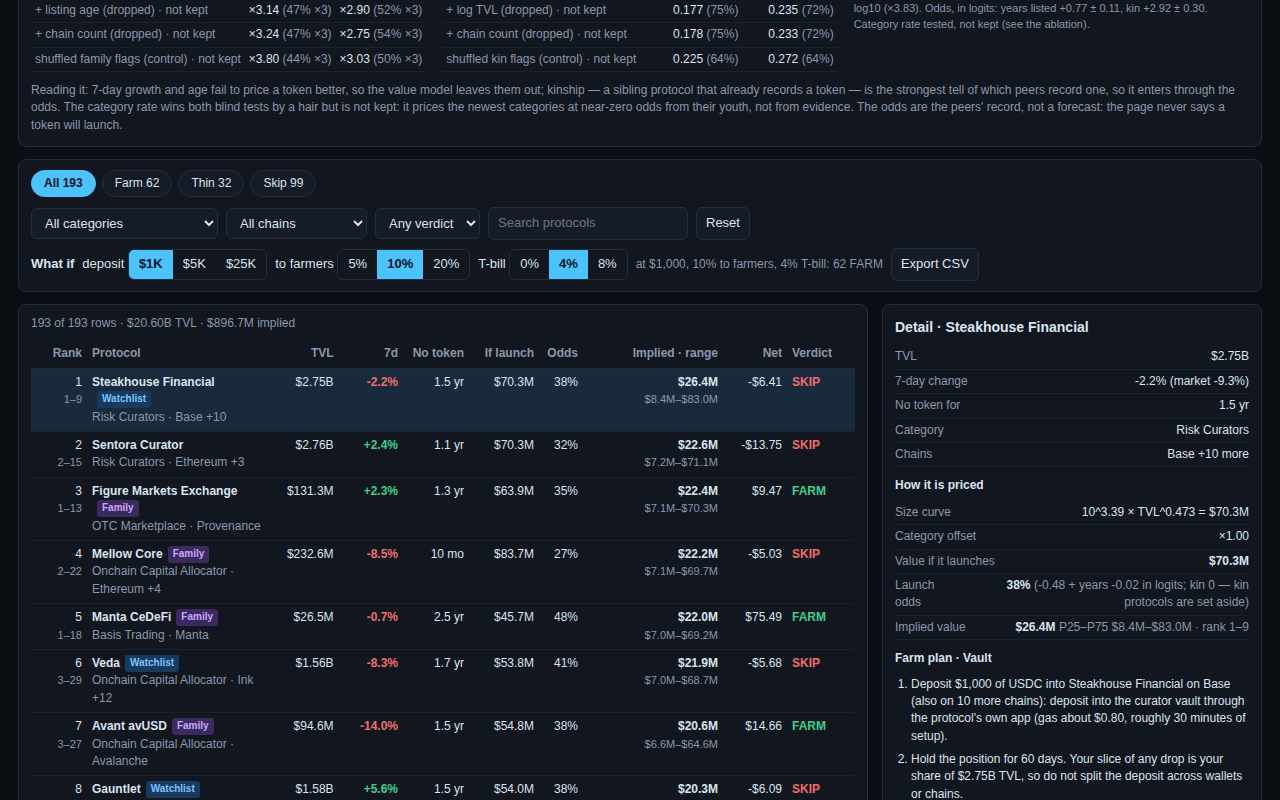 + listing age (dropped) · not kept ×3.14 (47% ×3) ×2.90 (52% ×3)
+ chain count (dropped) · not kept ×3.24 (54% ×3) ×2.75 (54% ×3)
shuffled family flags (control) · not kept ×3.80 (44% ×3) ×3.03 (50% ×3)
+ log TVL (dropped) · not kept 0.177 (75%) 0.235 (72%)
+ chain count (dropped) · not kept 0.178 (75%) 0.233 (72%)
shuffled kin flags (control) · not kept 0.225 (64%) 0.272 (64%)
log10 (×3.83). Odds, in logits: years listed +0.77 ± 0.11, kin +2.92 ± 0.30.
Category rate tested, not kept (see the ablation).
Reading it: 7-day growth and age fail to price a token better, so the value model leaves them out; kinship — a sibling protocol that already records a token — is the strongest tell of which peers record one, so it enters through the
odds. The category rate wins both blind tests by a hair but is not kept: it prices the newest categories at near-zero odds from their youth, not from evidence. The odds are the peers' record, not a forecast: the page never says a
token will launch.
All 193 Farm 62 Thin 32 Skip 99
All categories All chains Any verdict Search protocols Reset
What if deposit $1K $5K $25K to farmers 5% 10% 20% T-bill 0% 4% 8% at $1,000, 10% to farmers, 4% T-bill: 62 FARM Export CSV
193 of 193 rows · $20.60B TVL · $896.7M implied
Rank Protocol TVL 7d No token If launch Odds Implied · range Net Verdict
1 Steakhouse Financial $2.75B -2.2% 1.5 yr $70.3M 38% $26.4M -$6.41 SKIP
1–9 Watchlist $8.4M–$83.0M
Risk Curators · Base +10
2 Sentora Curator $2.76B +2.4% 1.1 yr $70.3M 32% $22.6M -$13.75 SKIP
2–15 Risk Curators · Ethereum +3 $7.2M–$71.1M
3 Figure Markets Exchange $131.3M +2.3% 1.3 yr $63.9M 35% $22.4M $9.47 FARM
1–13 Family $7.1M–$70.3M
OTC Marketplace · Provenance
4 Mellow Core Family $232.6M -8.5% 10 mo $83.7M 27% $22.2M -$5.03 SKIP
2–22 Onchain Capital Allocator · $7.1M–$69.7M
Ethereum +4
5 Manta CeDeFi Family $26.5M -0.7% 2.5 yr $45.7M 48% $22.0M $75.49 FARM
1–18 Basis Trading · Manta $7.0M–$69.2M
6 Veda Watchlist $1.56B -8.3% 1.7 yr $53.8M 41% $21.9M -$5.68 SKIP
3–29 Onchain Capital Allocator · Ink $7.0M–$68.7M
+12
7 Avant avUSD Family $94.6M -14.0% 1.5 yr $54.8M 38% $20.6M $14.66 FARM
3–27 Onchain Capital Allocator · $6.6M–$64.6M
Avalanche
8 Gauntlet Watchlist $1.58B +5.6% 1.5 yr $54.0M 38% $20.3M -$6.09 SKIP
Detail · Steakhouse Financial
TVL $2.75B
7-day change -2.2% (market -9.3%)
No token for 1.5 yr
Category Risk Curators
Chains Base +10 more
How it is priced
Size curve 10^3.39 × TVL^0.473 = $70.3M
Category offset ×1.00
Value if it launches $70.3M
Launch 38% (-0.48 + years -0.02 in logits; kin 0 — kin
odds protocols are set aside)
Implied value $26.4M P25–P75 $8.4M–$83.0M · rank 1–9
Farm plan · Vault
1. Deposit $1,000 of USDC into Steakhouse Financial on Base
(also on 10 more chains): deposit into the curator vault through
the protocol's own app (gas about $0.80, roughly 30 minutes of
setup).
2. Hold the position for 60 days. Your slice of any drop is your
share of $2.75B TVL, so do not split the deposit across wallets
or chains.